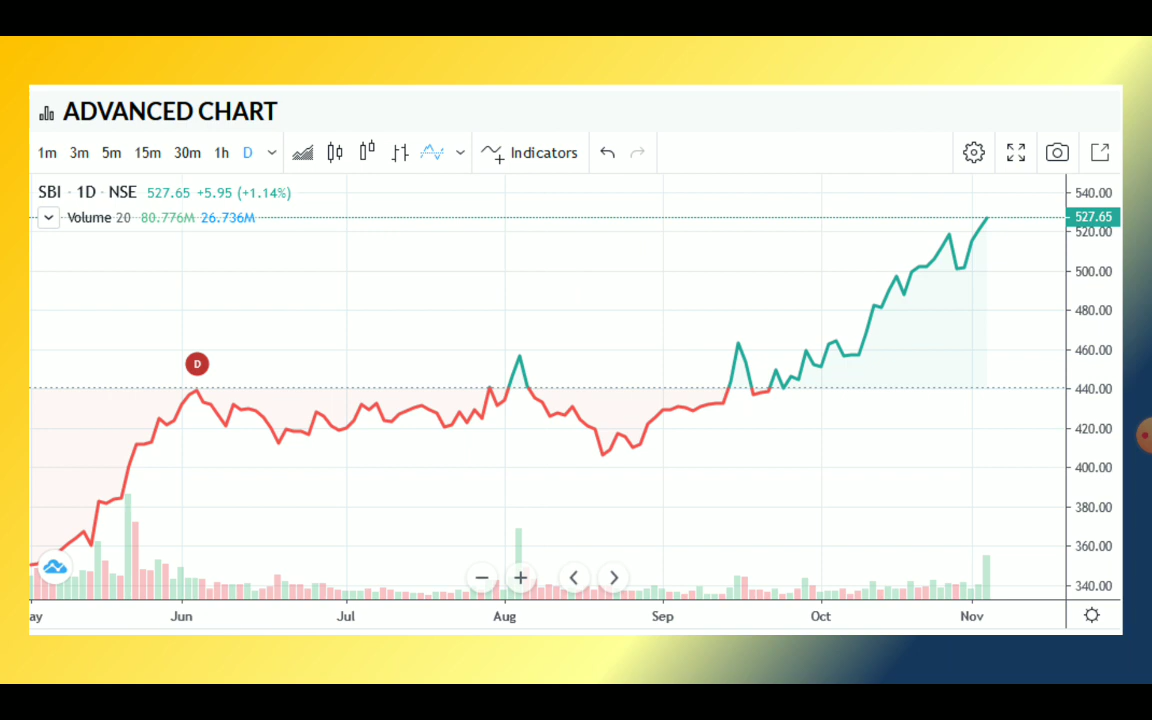 ADVANCED CHART
1m 3m 5m 15m 30m 1h D Indicators
SBI · 1D · NSE 527.65 +5.95 (+1.14%)
Volume 20 80.776M 26.736M
540.00
527.65
520.00
500.00
480.00
460.00
440.00
420.00
400.00
380.00
360.00
340.00
D
ay Jun Jul Aug Sep Oct Nov